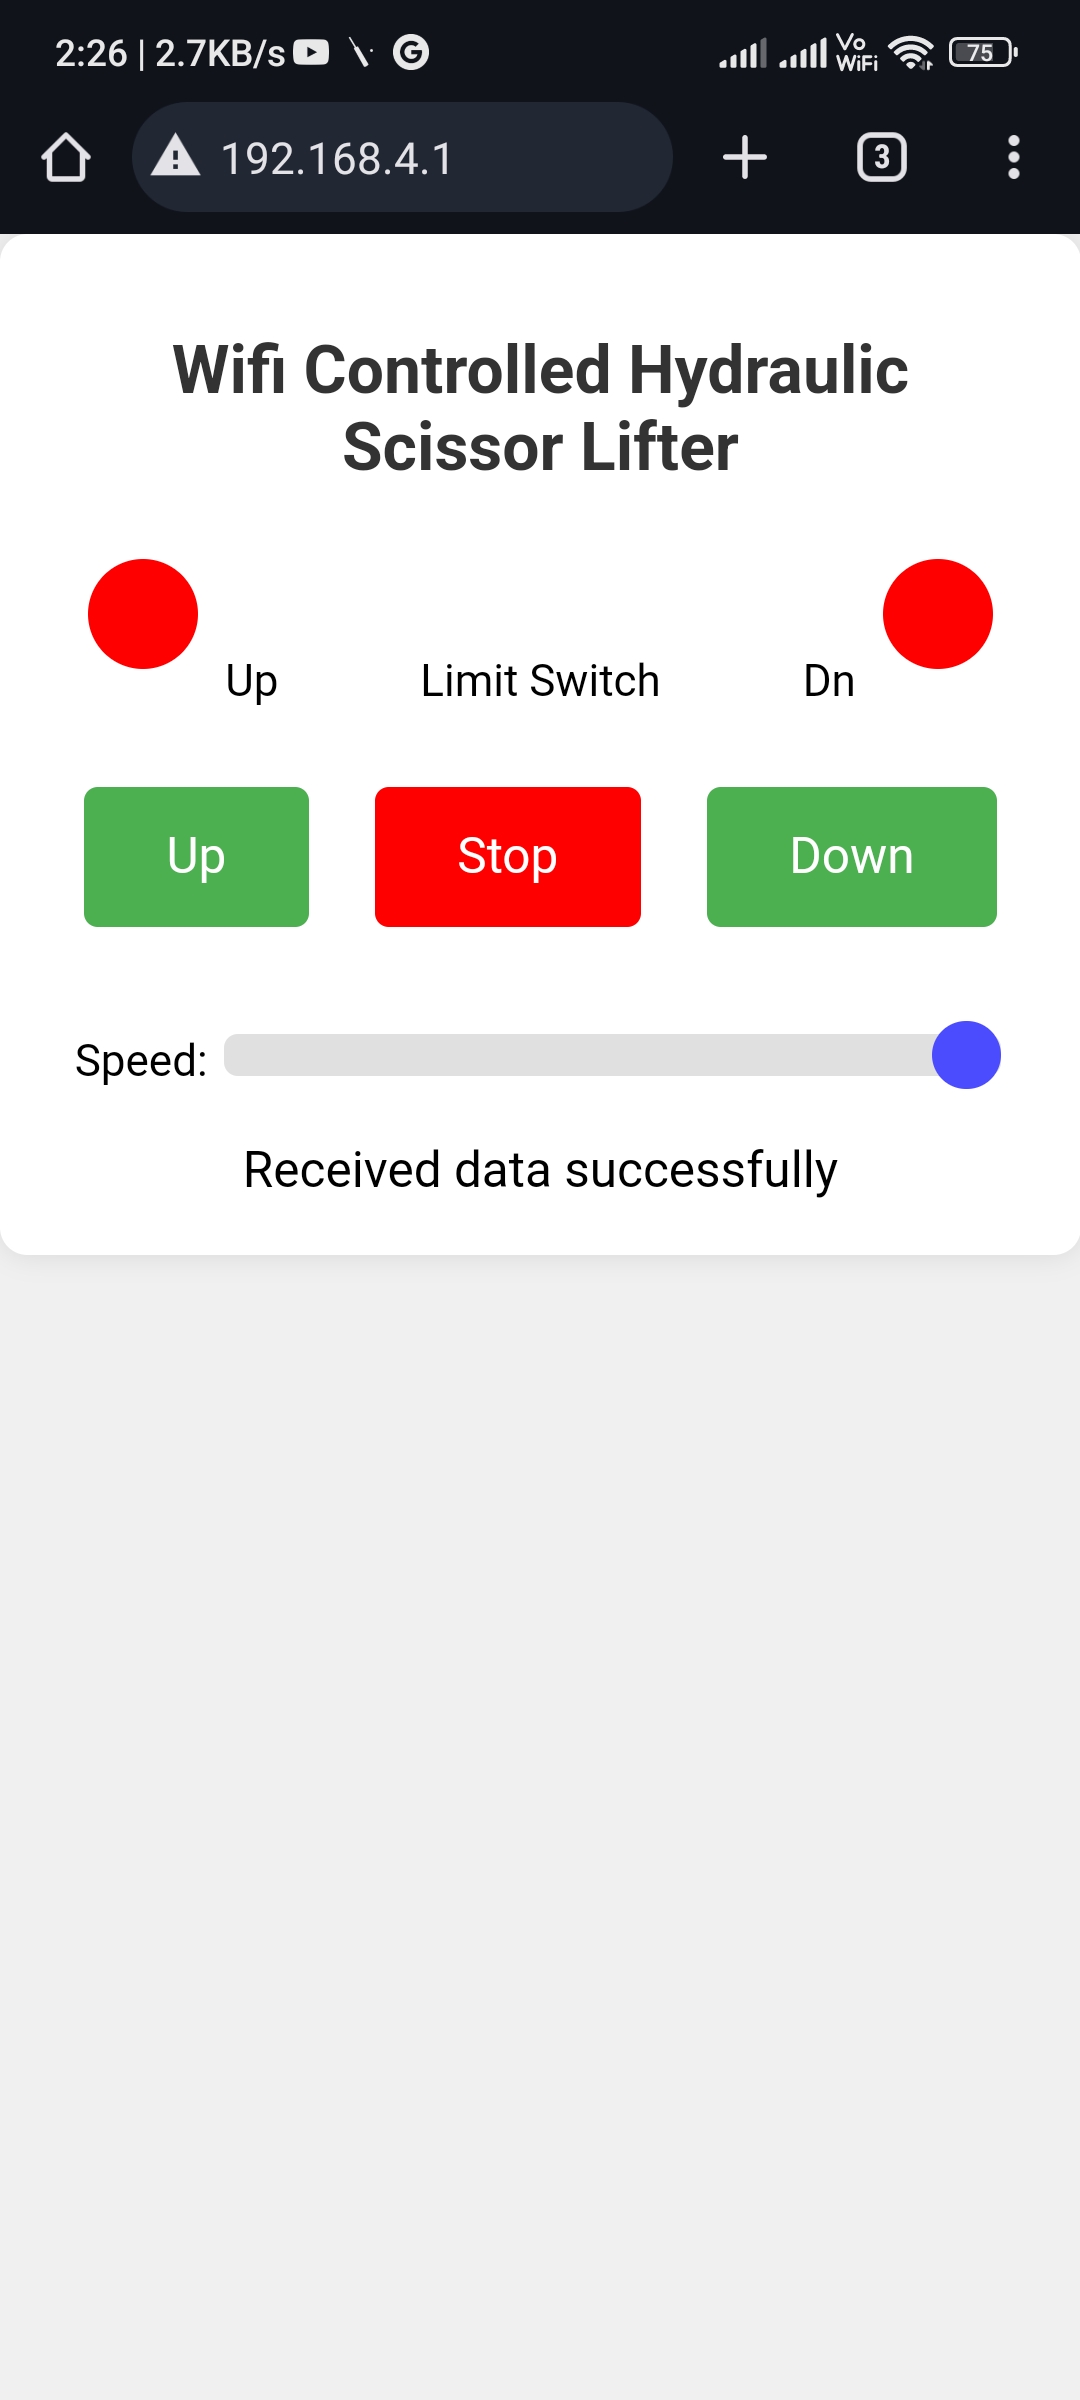 2:26 | 2.7KB/s
Vo
WiFi
75
192.168.4.1
3
Wifi Controlled Hydraulic
Scissor Lifter
Up Limit Switch Dn
Up Stop Down
Speed:
Received data successfully